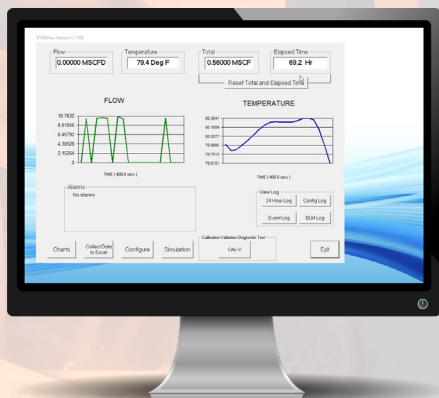 Flow
0.00000 MSCFD
Temperature
79.4 Deg F
Total
0.56000 MSCF
Elapsed Time
69.2 Hr
Reset Total and Elapsed Time
FLOW
10.7632
8.61056
6.45792
4.30528
2.15264
0
TIME ( 400.0 secs )
TEMPERATURE
TIME ( 400.0 secs )
Alarms
No alarms
View Log
24 Hour Log
Config Log
Event Log
BLM Log
Charts
Collect Data
to Excel
Configure
Simulation
Calibration Validation Diagnostic Test
CAL-V
Exit